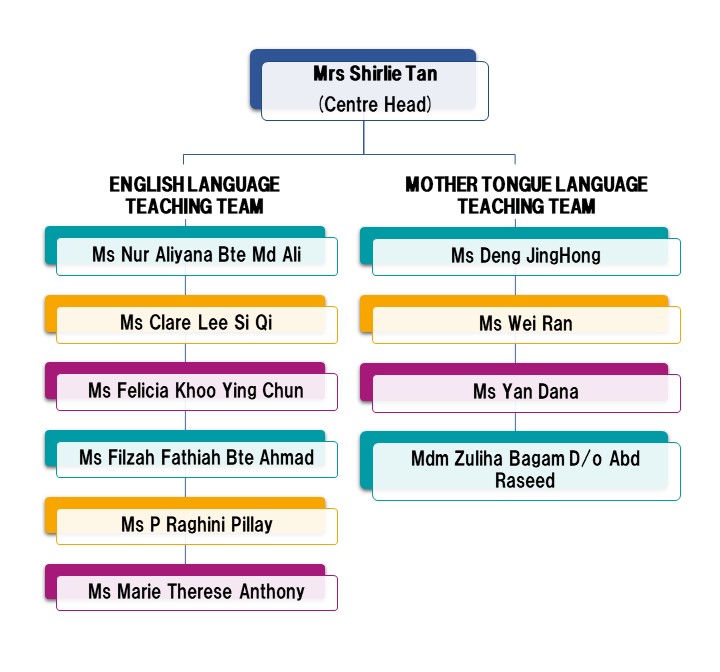 Mrs Shirlie Tan
(Centre Head)
ENGLISH LANGUAGE
TEACHING TEAM
Ms Nur Aliyana Bte Md Ali
Ms Clare Lee Si Qi
Ms Felicia Khoo Ying Chun
Ms Filzah Fathiah Bte Ahmad
Ms P Raghini Pillay
Ms Marie Therese Anthony
MOTHER TONGUE LANGUAGE
TEACHING TEAM
Ms Deng JingHong
Ms Wei Ran
Ms Yan Dana
Mdm Zuliha Bagam D/o Abd
Raseed